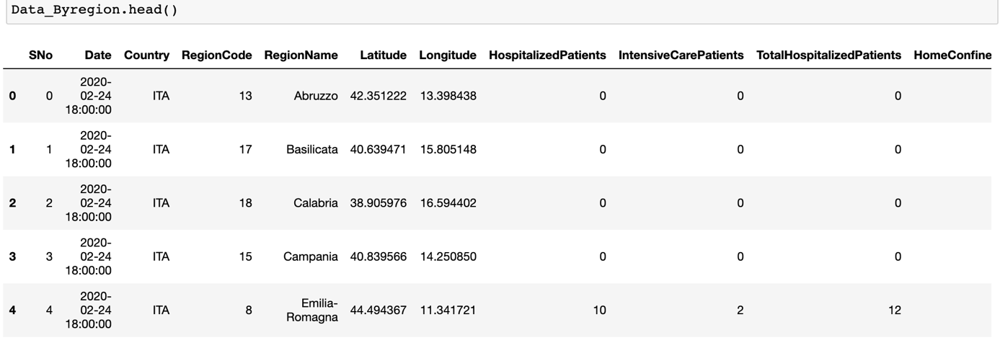 Data_Byregion.head()
SNo Date Country RegionCode RegionName Latitude Longitude HospitalizedPatients IntensiveCarePatients TotalHospitalizedPatients HomeConfine
2020-
0 0 02-24 ITA 13 Abruzzo 42.351222 13.398438 0 0 0
18:00:00
2020-
1 1 02-24 ITA 17 Basilicata 40.639471 15.805148 0 0 0
18:00:00
2020-
2 2 02-24 ITA 18 Calabria 38.905976 16.594402 0 0 0
18:00:00
2020-
3 3 02-24 ITA 15 Campania 40.839566 14.250850 0 0 0
18:00:00
2020-
4 4 02-24 ITA 8 Emilia-Romagna 44.494367 11.341721 10 2 12
18:00:00